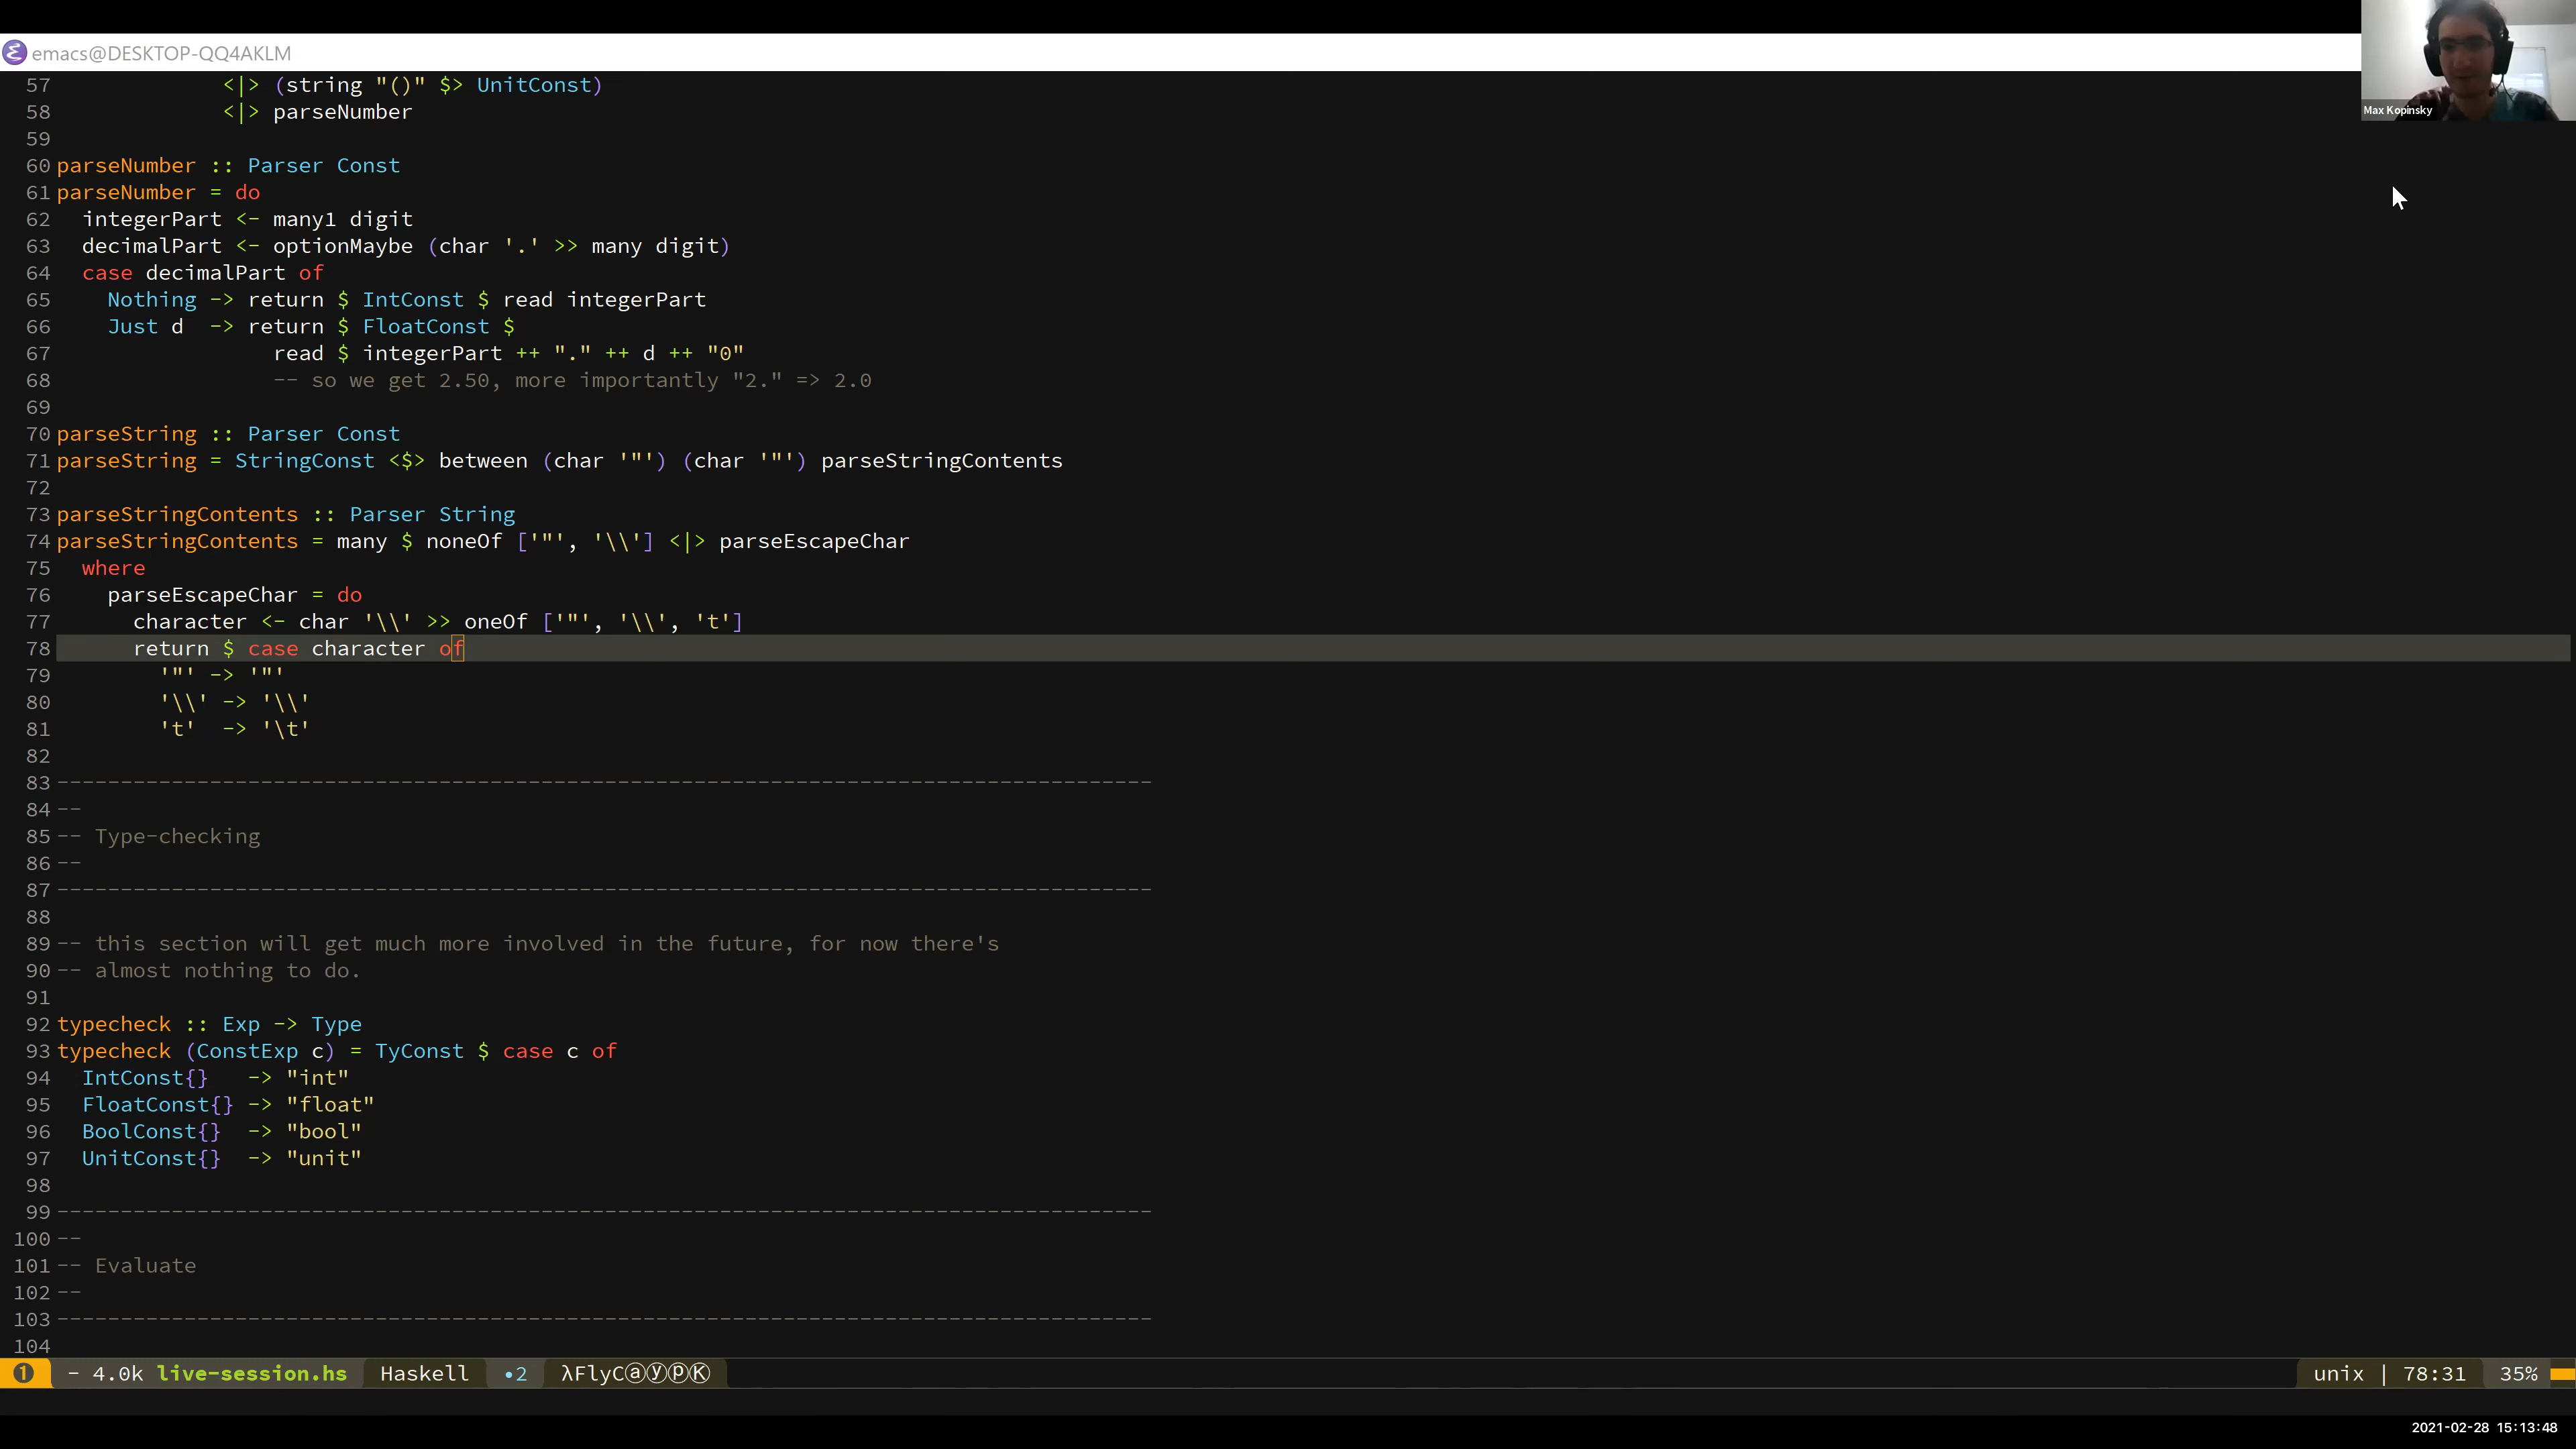 emacs@DESKTOP-QQ4AKLM
Max Kopinsky
57 <|> (string "()" $> UnitConst)
58 <|> parseNumber
59
60 parseNumber :: Parser Const
61 parseNumber = do
62 integerPart <- many1 digit
63 decimalPart <- optionMaybe (char '.' >> many digit)
64 case decimalPart of
65 Nothing -> return $ IntConst $ read integerPart
66 Just d  -> return $ FloatConst $
67 read $ integerPart ++ "." ++ d ++ "0"
68 -- so we get 2.50, more importantly "2." => 2.0
69
70 parseString :: Parser Const
71 parseString = StringConst <$> between (char '"') (char '"') parseStringContents
72
73 parseStringContents :: Parser String
74 parseStringContents = many $ noneOf ['"', '\\'] <|> parseEscapeChar
75 where
76 parseEscapeChar = do
77 character <- char '\\' >> oneOf ['"', '\\', 't']
78 return $ case character of
79 '"' -> '"'
80 '\\' -> '\\'
81 't'  -> '\t'
82
83 --------------------------------------------------------------------------------------
84 --
85 -- Type-checking
86 --
87 --------------------------------------------------------------------------------------
88
89 -- this section will get much more involved in the future, for now there's
90 -- almost nothing to do.
91
92 typecheck :: Exp -> Type
93 typecheck (ConstExp c) = TyConst $ case c of
94 IntConst{}   -> "int"
95 FloatConst{} -> "float"
96 BoolConst{}  -> "bool"
97 UnitConst{}  -> "unit"
98
99 --------------------------------------------------------------------------------------
100 --
101 -- Evaluate
102 --
103 --------------------------------------------------------------------------------------
104
❶ - 4.0k live-session.hs Haskell •2 λFlyCⓐⓨⓟⓀ unix | 78:31 35%
2021-02-28 15:13:48